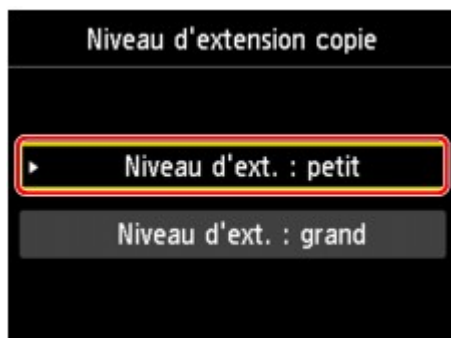 Niveau d'extension copie
Niveau d'ext. : petit
Niveau d'ext. : grand